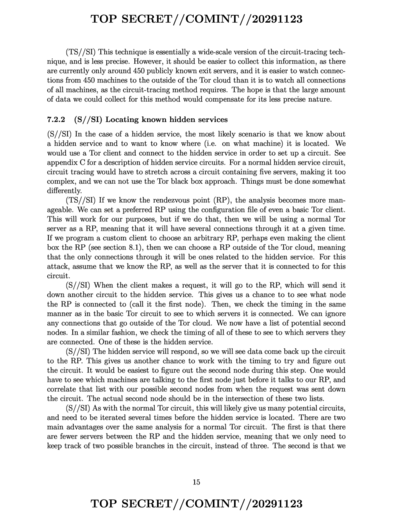 TOP SECRET//COMINT//20291123
(TS//SI) This technique is essentially a wide-scale version of the circuit-tracing tech-
nique, and is less precise. However, it should be easier to collect this information, as there
are currently only around 450 publicly known exit servers, and it is easier to watch connec-
tions from 450 machines to the outside of the Tor cloud than it is to watch all connections
of all machines, as the circuit-tracing method requires. The hope is that the large amount
of data we could collect for this method would compensate for its less precise nature.
7.2.2 (S//SI) Locating known hidden services
(S//SI) In the case of a hidden service, the most likely scenario is that we know about
a hidden service and to want to know where (i.e. on what machine) it is located. We
would use a Tor client and connect to the hidden service in order to set up a circuit. See
appendix C for a description of hidden service circuits. For a normal hidden service circuit,
circuit tracing would have to stretch across a circuit containing five servers, making it too
complex, and we can not use the Tor black box approach. Things must be done somewhat
differently.
(TS//SI) If we know the rendezvous point (RP), the analysis becomes more man-
ageable. We can set a preferred RP using the configuration file of even a basic Tor client.
This will work for our purposes, but if we do that, then we will be using a normal Tor
server as a RP, meaning that it will have several connections through it at a given time.
If we program a custom client to choose an arbitrary RP, perhaps even making the client
box the RP (see section 8.1), then we can choose a RP outside of the Tor cloud, meaning
that the only connections through it will be ones related to the hidden service. For this
attack, assume that we know the RP, as well as the server that it is connected to for this
circuit.
(S//SI) When the client makes a request, it will go to the RP, which will send it
down another circuit to the hidden service. This gives us a chance to to see what node
the RP is connected to (call it the first node). Then, we check the timing in the same
manner as in the basic Tor circuit to see to which servers it is connected. We can ignore
any connections that go outside of the Tor cloud. We now have a list of potential second
nodes. In a similar fashion, we check the timing of all of these to see to which servers they
are connected. One of these is the hidden service.
(S//SI) The hidden service will respond, so we will see data come back up the circuit
to the RP. This gives us another chance to work with the timing to try and figure out
the circuit. It would be easiest to figure out the second node during this step. One would
have to see which machines are talking to the first node just before it talks to our RP, and
correlate that list with our possible second nodes from when the request was sent down
the circuit. The actual second node should be in the intersection of these two lists.
(S//SI) As with the normal Tor circuit, this will likely give us many potential circuits,
and need to be iterated several times before the hidden service is located. There are two
main advantages over the same analysis for a normal Tor circuit. The first is that there
are fewer servers between the RP and the hidden service, meaning that we only need to
keep track of two possible branches in the circuit, instead of three. The second is that we
15
TOP SECRET//COMINT//20291123